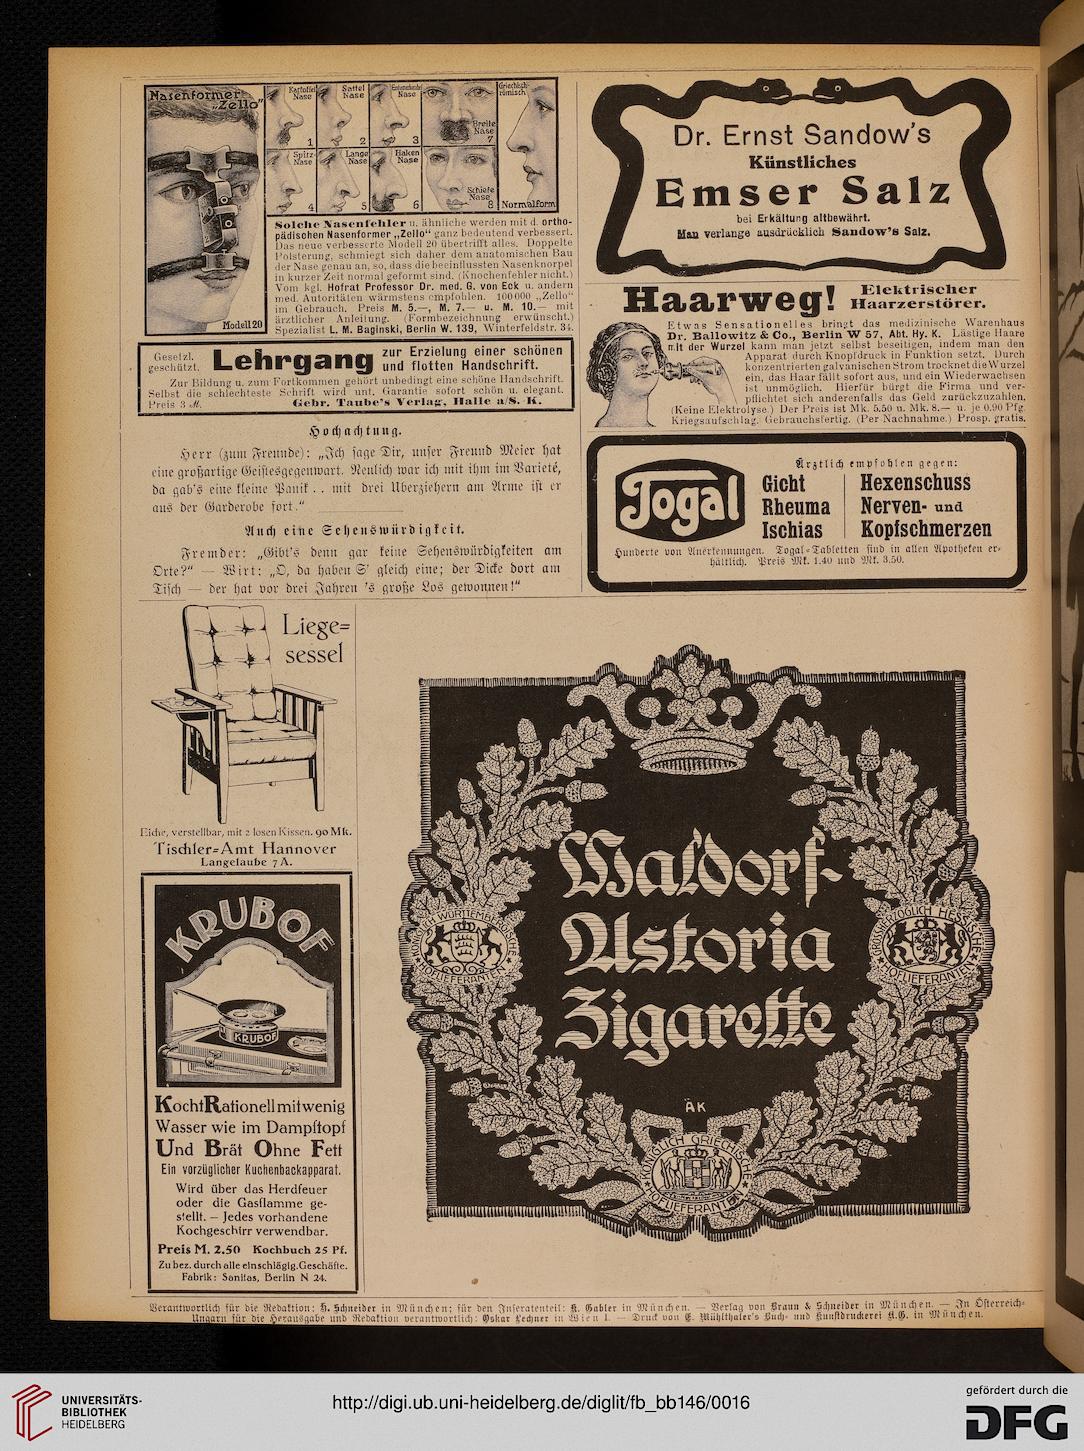 Nasenformer
„Zello"
Kartoffel
Nase
1
Sattel
Nase
2
Nase
3
Breite
Nase
7
Griechisch-
römisch
Spitz-
Nase
4
Lange
Nase
5
Haken
Nase
6
Schiefe
Nase
8
Normalform
Modell 20
Solche Nasenfehler u. ähnliche werden mit d. ortho-
pädischen Nasenformer „Zello" ganz bedeutend verbessert.
Das neue verbesserte Modell 20 übertrifft alles. Doppelte
Polsterung, schmiegt sich daher dem anatomischen Bau
der Nase genau an, so, dass die beeinflussten Nasenknorpel
in kurzer Zeit normal geformt sind. (Knochenfehler nicht.)
Vom kgl. Hofrat Professor Dr. med. G. von Eck u. andern
med. Autoritäten wärmstens empfohlen. 100000 „Zello"
im Gebrauch. Preis M. 5.—, M. 7.— u. M. 10.— mit
ärztlicher Anleitung. (Formbezeichnung erwünscht.)
Spezialist L. M. Baginski, Berlin W. 139, Winterfeldstr. 34.
Gesetzl.
geschützt.
Lehrgang
zur Erzielung einer schönen
und flotten Handschrift.
Zur Bildung u. zum Fortkommen gehört unbedingt eine schöne Handschrift.
Selbst die schlechteste Schrift wird unt. Garantie sofort schön u. elegant.
Preis 3 M. Gebr. Taube's Verlag, Halle a/S. K.
Hochachtung.
Herr (zum Freunde): „Ich sage Dir, unser Freund Meier hat
eine großartige Geistesgegenwart. Neulich war ich mit ihm im Varieté,
da gab's eine kleine Panik . . mit drei Überziehern am Arme ist er
aus der Garderobe fort."
Auch eine Sehenswürdigkeit.
Fremder: „Gibt's denn gar keine Sehenswürdigkeiten am
Orte?" — Wirt: „O, da haben S' gleich eine; der Dicke dort am
Tisch — der hat vor drei Jahren 's große Los gewonnen!"
Dr. Ernst Sandow's
Künstliches
Emser Salz
bei Erkältung altbewährt.
Man verlange ausdrücklich Sandow's Salz.
Haarweg!
Elektrischer
Haarzerstörer.
Etwas Sensationelles bringt das medizinische Warenhaus
Dr. Ballowitz & Co., Berlin W 57, Abt. Hy. K. Lästige Haare
mit der Wurzel kann man jetzt selbst beseitigen, indem man den
Apparat durch Knopfdruck in Funktion setzt. Durch
konzentrierten galvanischen Strom trocknet die Wurzel
ein, das Haar fällt sofort aus, und ein Wiederwachsen
ist unmöglich. Hierfür bürgt die Firma und ver-
pflichtet sich anderenfalls das Geld zurückzuzahlen.
(Keine Elektrolyse.) Der Preis ist Mk. 5.50 u. Mk. 8.— u. je 0.90 Pfg.
Kriegsaufschlag. Gebrauchsfertig. (Per Nachnahme.) Prosp. gratis.
Togal
Ärztlich empfohlen gegen:
Gicht
Rheuma
Ischias
Hexenschuss
Nerven- und
Kopfschmerzen
Hunderte von Anerkennungen. Togal-Tabletten sind in allen Apotheken er-
hältlich. Preis Mk. 1.40 und Mk. 3.50.
Liege=
sessel
Eiche, verstellbar, mit 2 losen Kissen. 90 Mk.
Tischler=Amt Hannover
Langelaube 7 A.
KRUBOF
KRUBOF
Kocht Rationell mit wenig
Wasser wie im Dampftopf
Und Brät Ohne Fett
Ein vorzüglicher Kuchenbackapparat.
Wird über das Herdfeuer
oder die Gasflamme ge-
stellt. — Jedes vorhandene
Kochgeschirr verwendbar.
Preis M. 2.50 Kochbuch 25 Pf.
Zu bez. durch alle einschlägig. Geschäfte.
Fabrik: Sanitas, Berlin N 24.
Waldorf-
Astoria
Zigarette
HOFLIEFERANTEN
GROSSHERZOGLICH HESSISCHE
HOFLIEFERANTEN
ÄK
KÖNIGLICH GRIECHISCHE
HOFLIEFERANTEN
Verantwortlich für die Redaktion: H. Schneider in München; für den Inseratenteil: K. Gabler in München. — Verlag von Braun & Schneider in München. — In Österreich-
Ungarn für die Herausgabe und Redaktion verantwortlich: Oskar Lechner in Wien I. — Druck von E. Mühlthaler's Buch- und Kunstdruckerei A.G. in München.
UNIVERSITÄTS-
BIBLIOTHEK
HEIDELBERG
http://digi.ub.uni-heidelberg.de/diglit/fb_bb146/0016
gefördert durch die
DFG